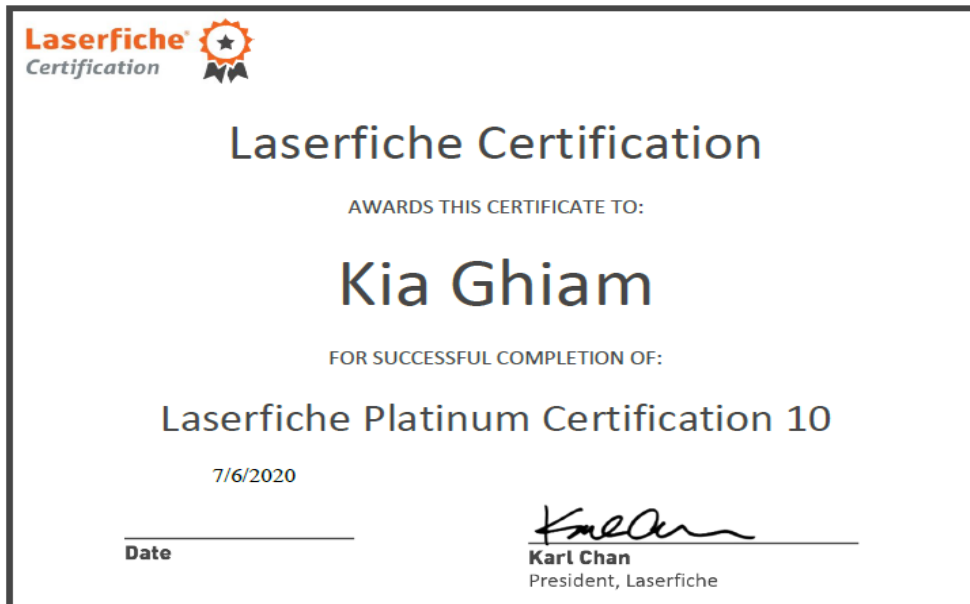 Laserfiche®
Certification
Laserfiche Certification
AWARDS THIS CERTIFICATE TO:
Kia Ghiam
FOR SUCCESSFUL COMPLETION OF:
Laserfiche Platinum Certification 10
7/6/2020
Date
Karl Chan
President, Laserfiche